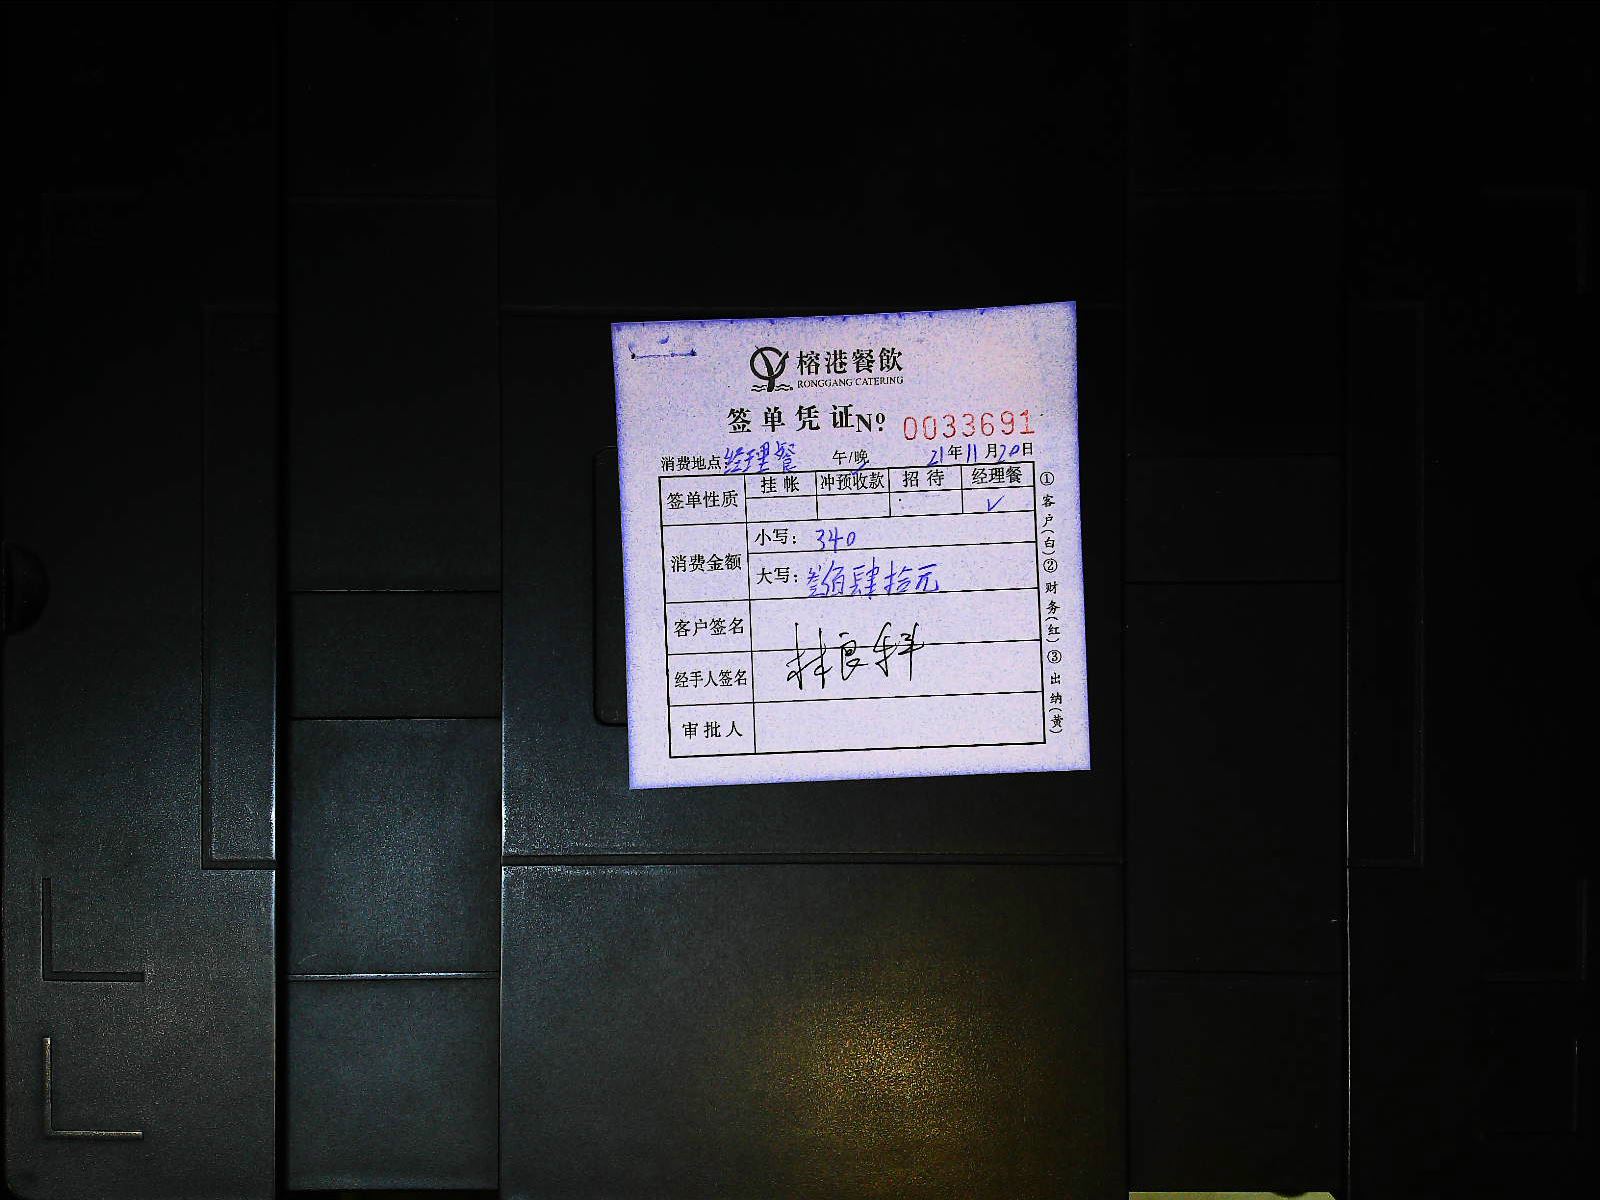 榕港餐飲
RONGGANG CATERING
签单凭证 No. 0033691
消费地点：经理餐 午/晚 21年11月20日
签单性质 挂帐 冲预收款 招待 经理餐
✓
消费金额 小写：340
大写：叁佰肆拾元
客户签名
经手人签名 林良科
审批人
①客户(白)②财务(红)③出纳(黄)